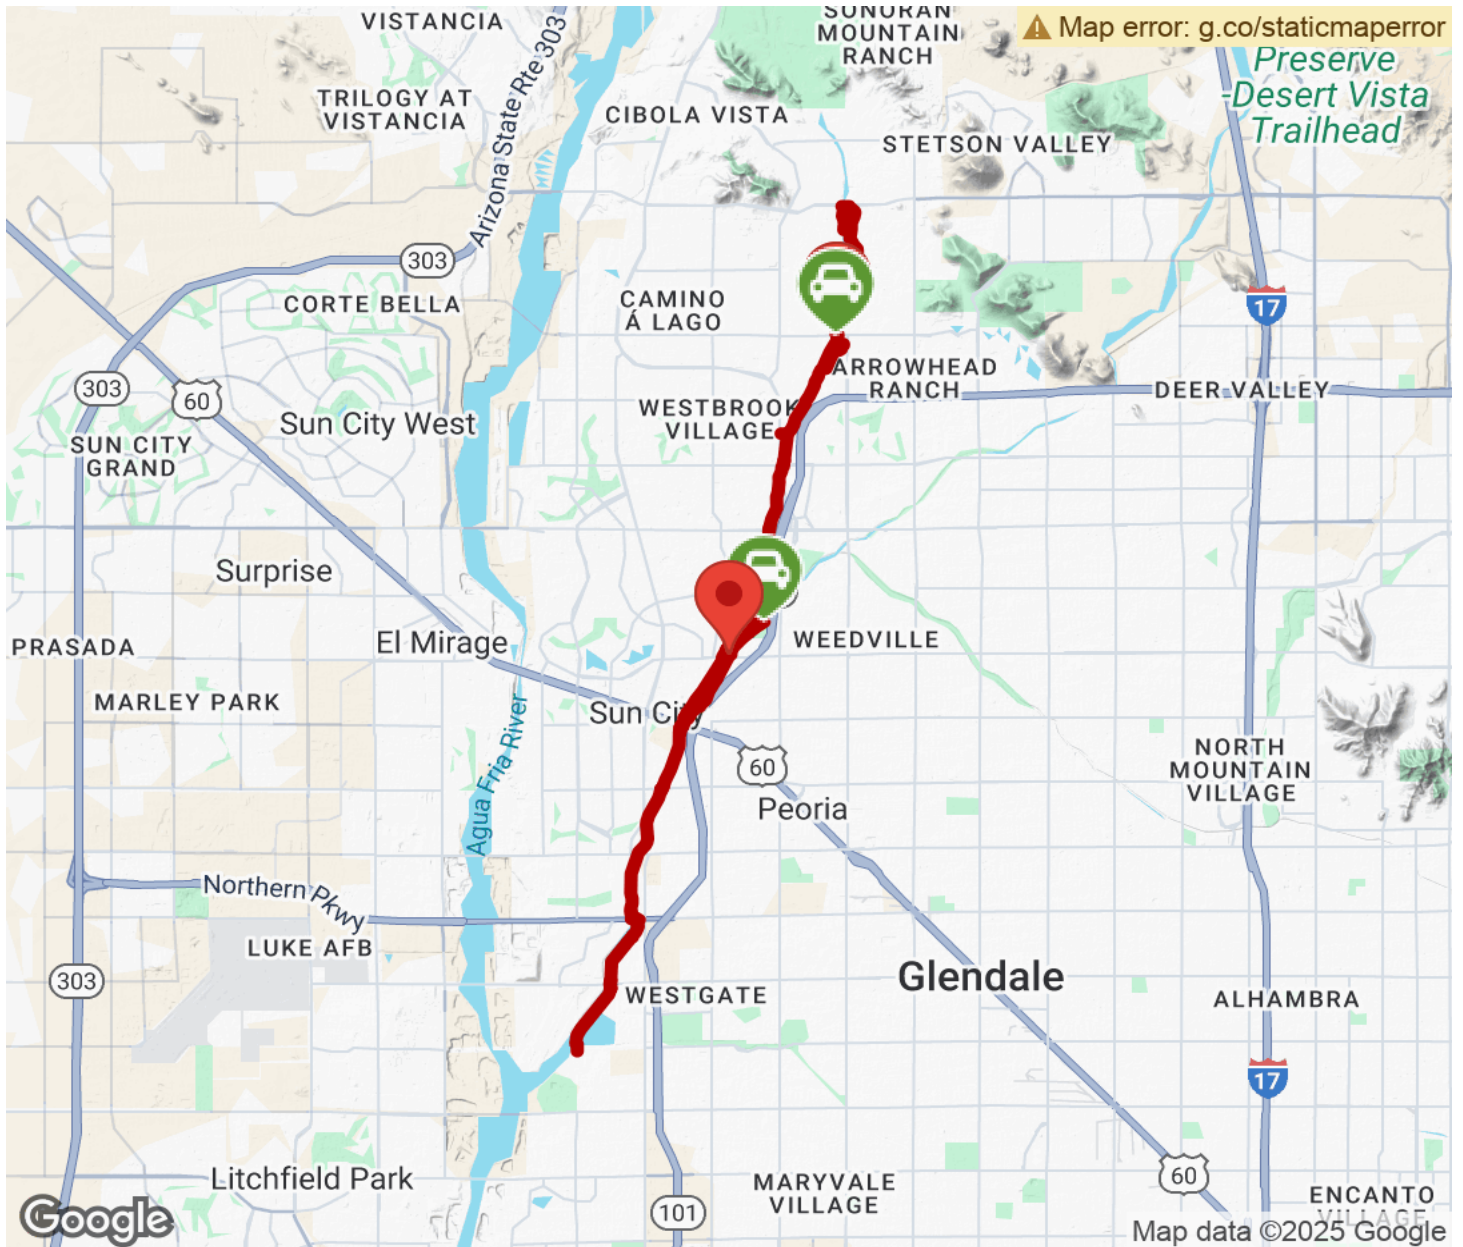 VISTANCIA
SONORAN
MOUNTAIN
RANCH
Map error: g.co/staticmaperror
Preserve
-Desert Vista
Trailhead
TRILOGY AT
VISTANCIA
Arizona State Rte 303
CIBOLA VISTA
STETSON VALLEY
303
CORTE BELLA
CAMINO
Á LAGO
17
303
60
ARROWHEAD
RANCH
DEER VALLEY
WESTBROOK
VILLAGE
Sun City West
SUN CITY
GRAND
Surprise
PRASADA
El Mirage
WEEDVILLE
MARLEY PARK
Sun City
Agua Fria River
60
Peoria
NORTH
MOUNTAIN
VILLAGE
Northern Pkwy
LUKE AFB
303
WESTGATE
Glendale
ALHAMBRA
17
Litchfield Park
MARYVALE
VILLAGE
60
101
ENCANTO
VILLAGE
Google
Map data ©2025 Google